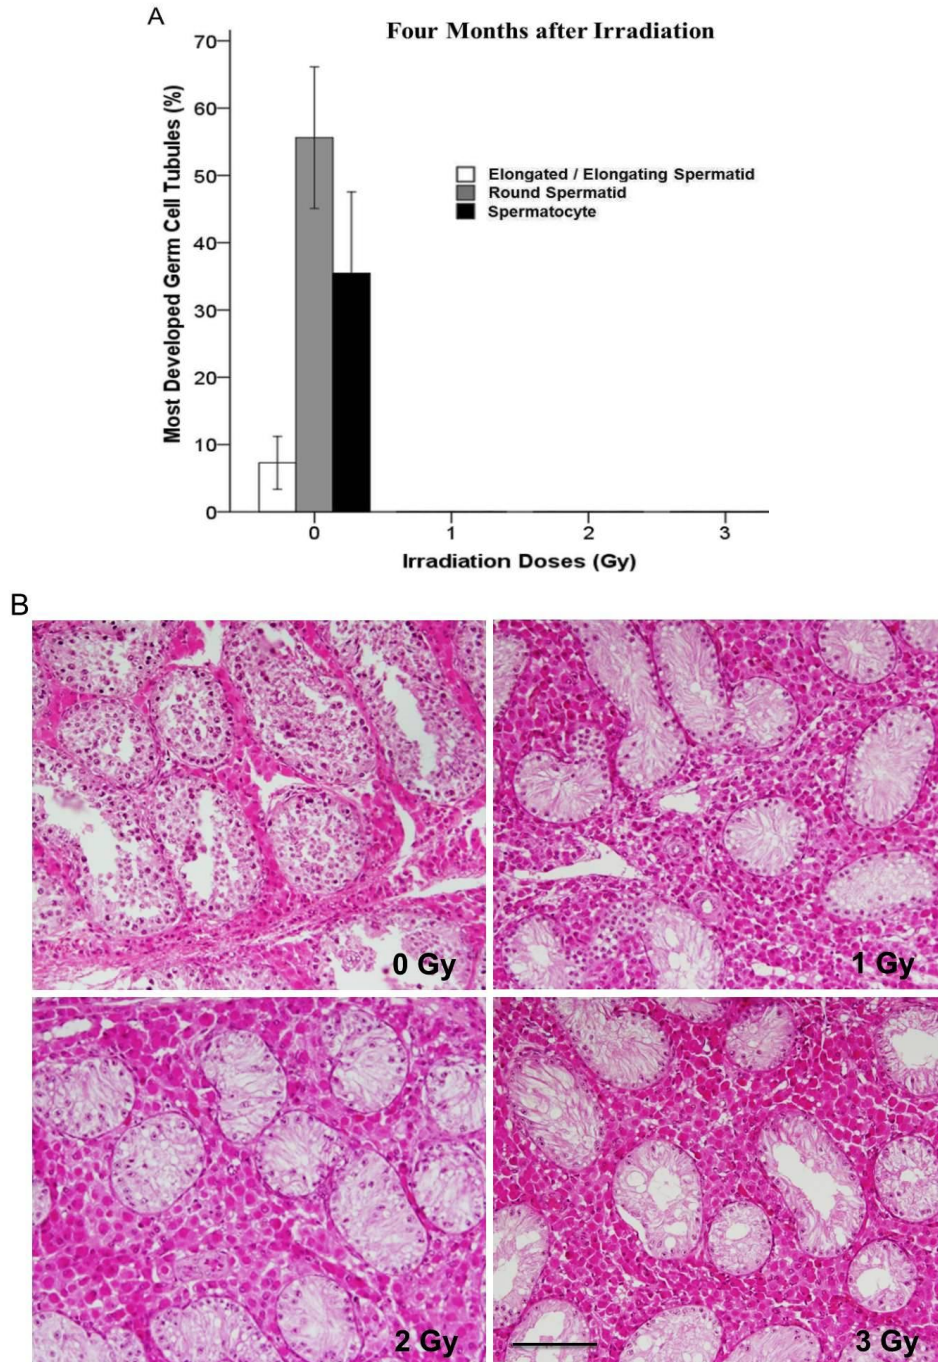 A
Four Months after Irradiation
Most Developed Germ Cell Tubules (%)
70
60
50
40
30
20
10
0
Elongated / Elongating Spermatid
Round Spermatid
Spermatocyte
0 1 2 3
Irradiation Doses (Gy)
B
0 Gy
1 Gy
2 Gy
3 Gy